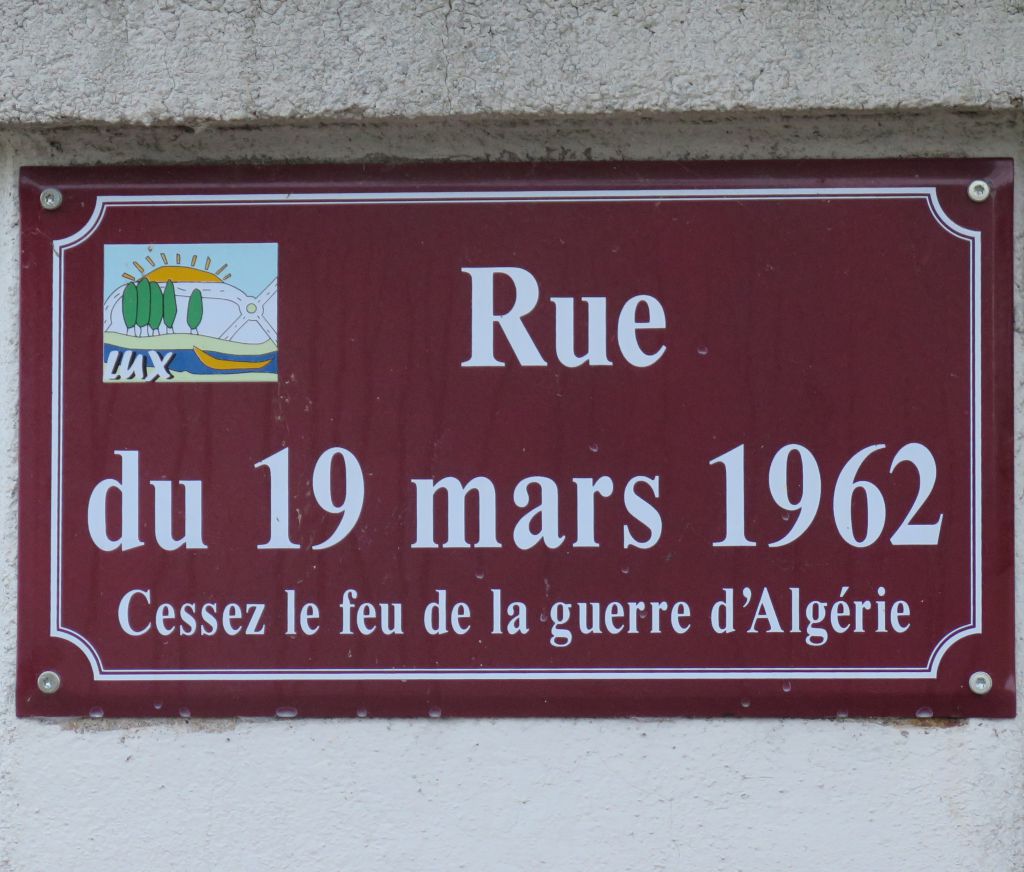 LUX
Rue
du 19 mars 1962
Cessez le feu de la guerre d'Algérie